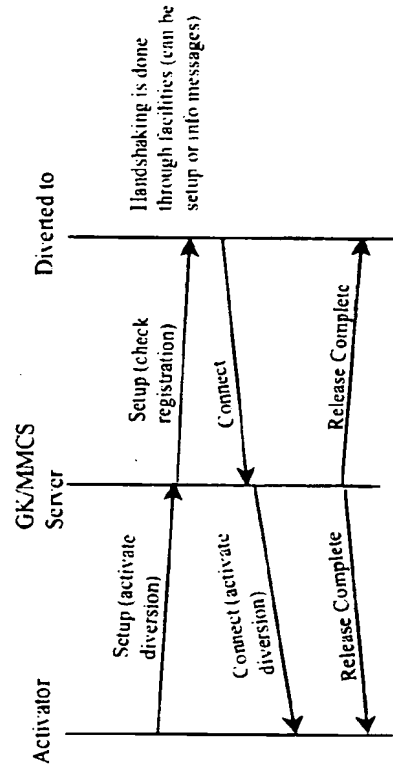 Activator
GK/MMCS
Server
Diverted to
Setup (activate
diversion)
Setup (check
registration)
Handshaking is done
through facilities (can be
setup or info messages)
Connect
Connect (activate
diversion)
Release Complete
Release Complete